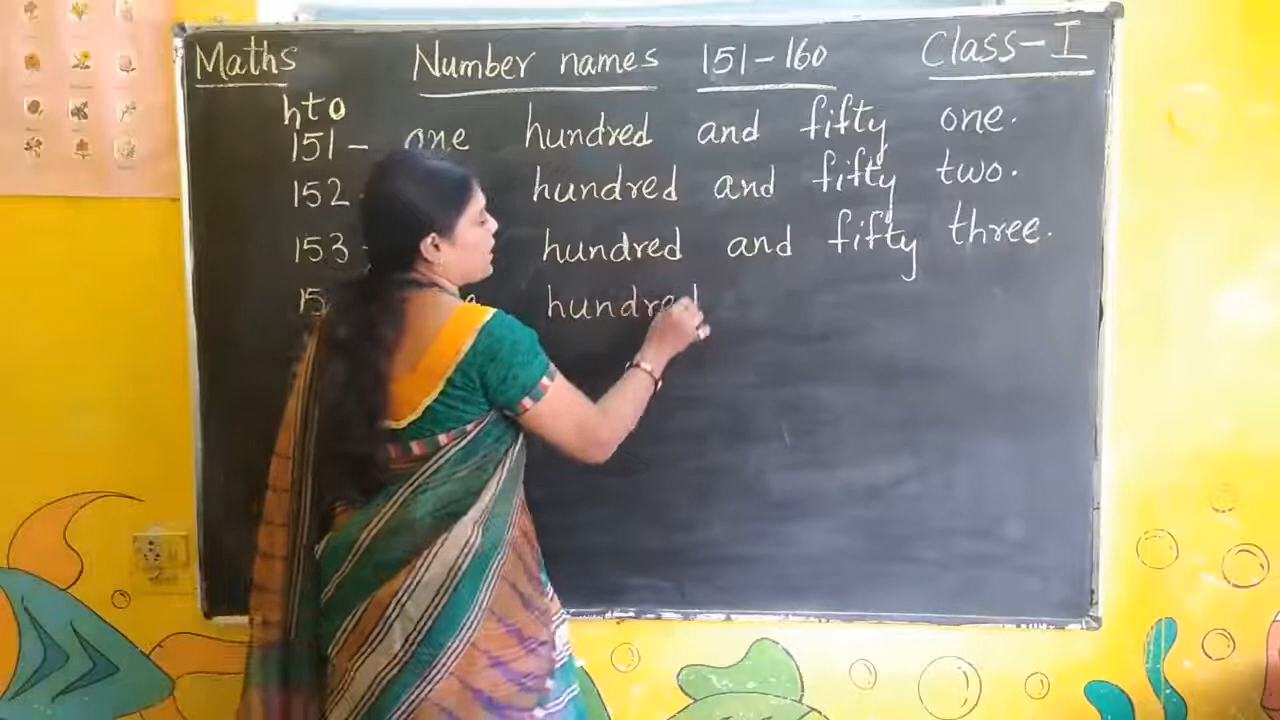 Maths Number names 151-160 Class-I
h t o
151 - one hundred and fifty one.
152 hundred and fifty two.
153 - hundred and fifty three.
15 hundred